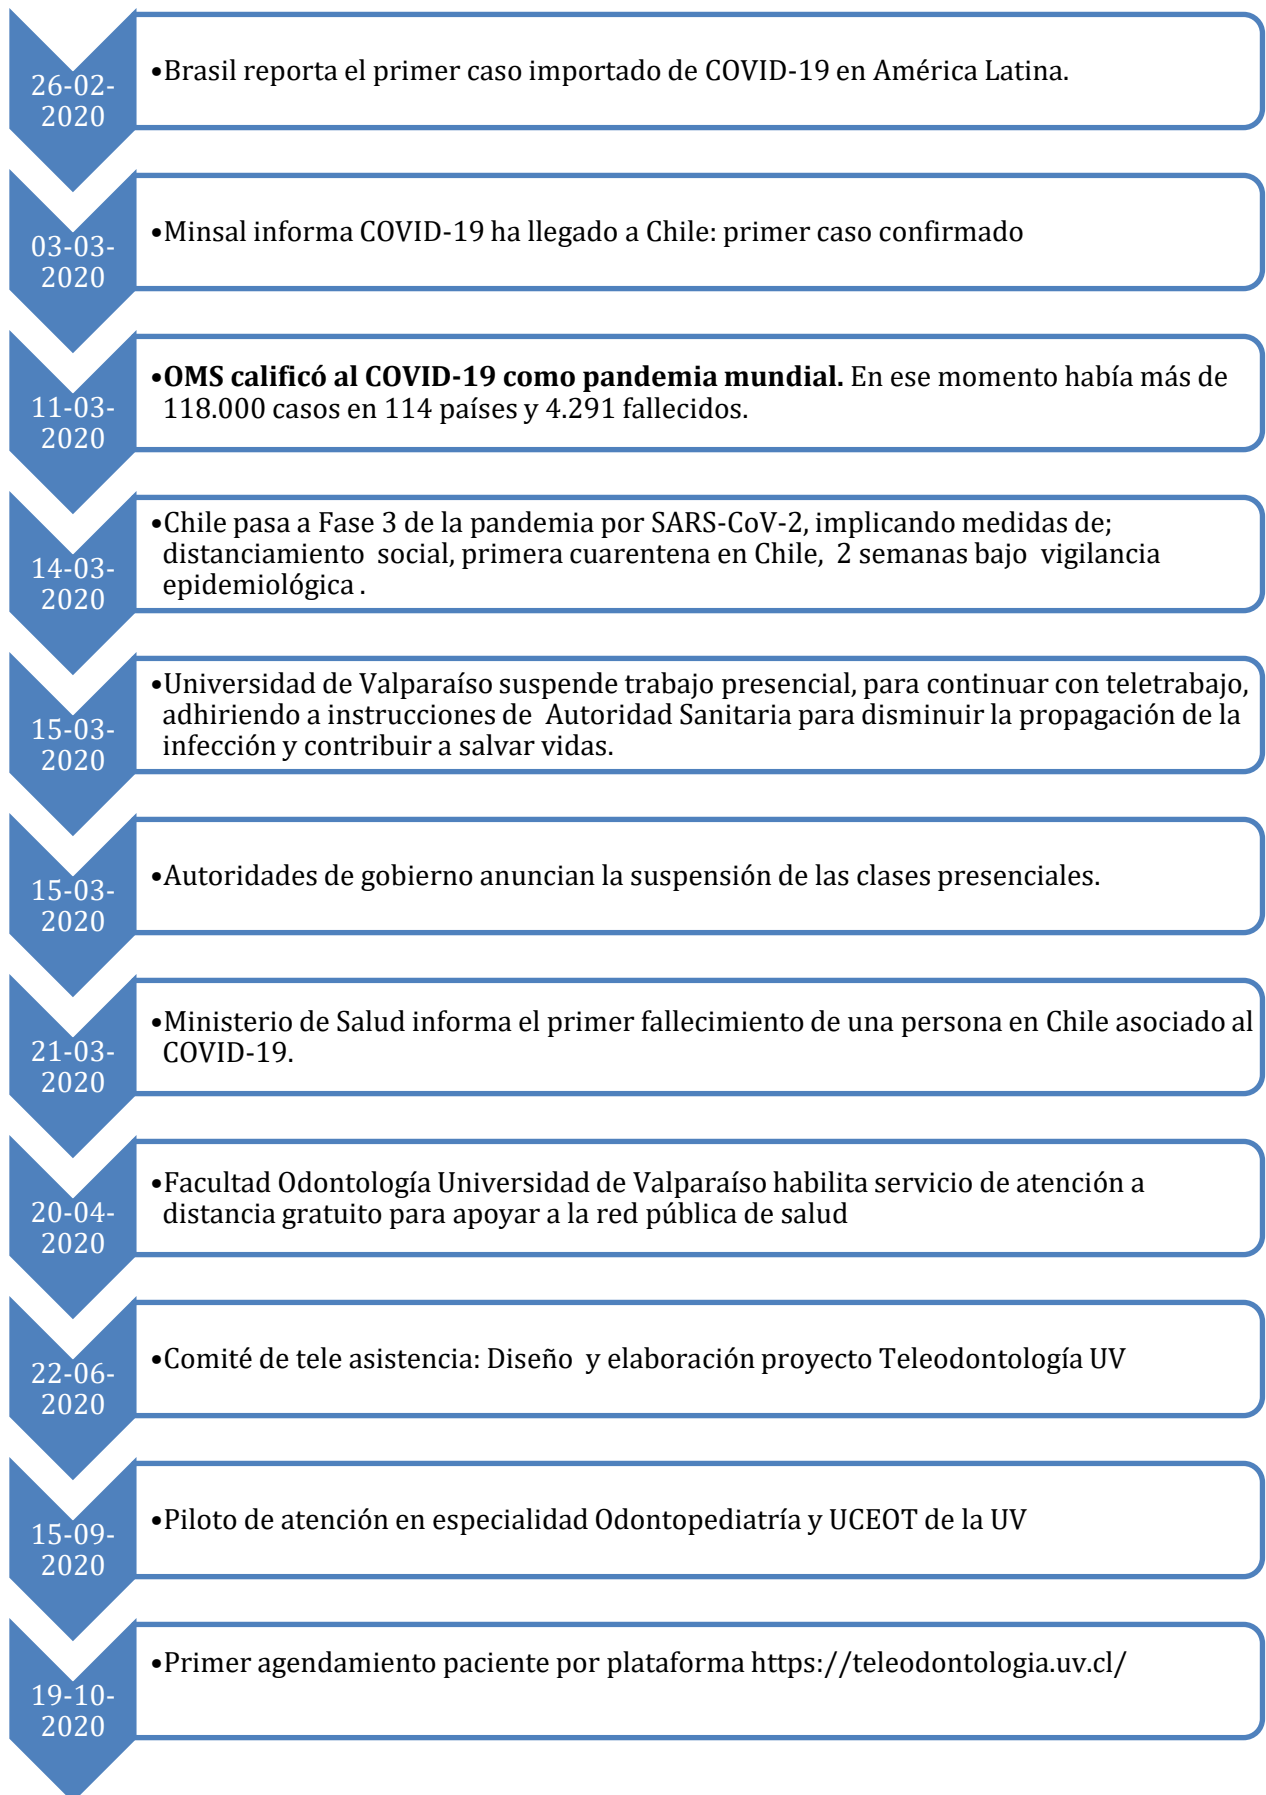 26-02-
2020
•Brasil reporta el primer caso importado de COVID-19 en América Latina.
03-03-
2020
•Minsal informa COVID-19 ha llegado a Chile: primer caso confirmado
11-03-
2020
•OMS calificó al COVID-19 como pandemia mundial. En ese momento había más de
118.000 casos en 114 países y 4.291 fallecidos.
14-03-
2020
•Chile pasa a Fase 3 de la pandemia por SARS-CoV-2, implicando medidas de;
distanciamiento  social, primera cuarentena en Chile,  2 semanas bajo  vigilancia
epidemiológica .
15-03-
2020
•Universidad de Valparaíso suspende trabajo presencial, para continuar con teletrabajo,
adhiriendo a instrucciones de  Autoridad Sanitaria para disminuir la propagación de la
infección y contribuir a salvar vidas.
15-03-
2020
•Autoridades de gobierno anuncian la suspensión de las clases presenciales.
21-03-
2020
•Ministerio de Salud informa el primer fallecimiento de una persona en Chile asociado al
COVID-19.
20-04-
2020
•Facultad Odontología Universidad de Valparaíso habilita servicio de atención a
distancia gratuito para apoyar a la red pública de salud
22-06-
2020
•Comité de tele asistencia: Diseño  y elaboración proyecto Teleodontología UV
15-09-
2020
•Piloto de atención en especialidad Odontopediatría y UCEOT de la UV
19-10-
2020
•Primer agendamiento paciente por plataforma https://teleodontologia.uv.cl/